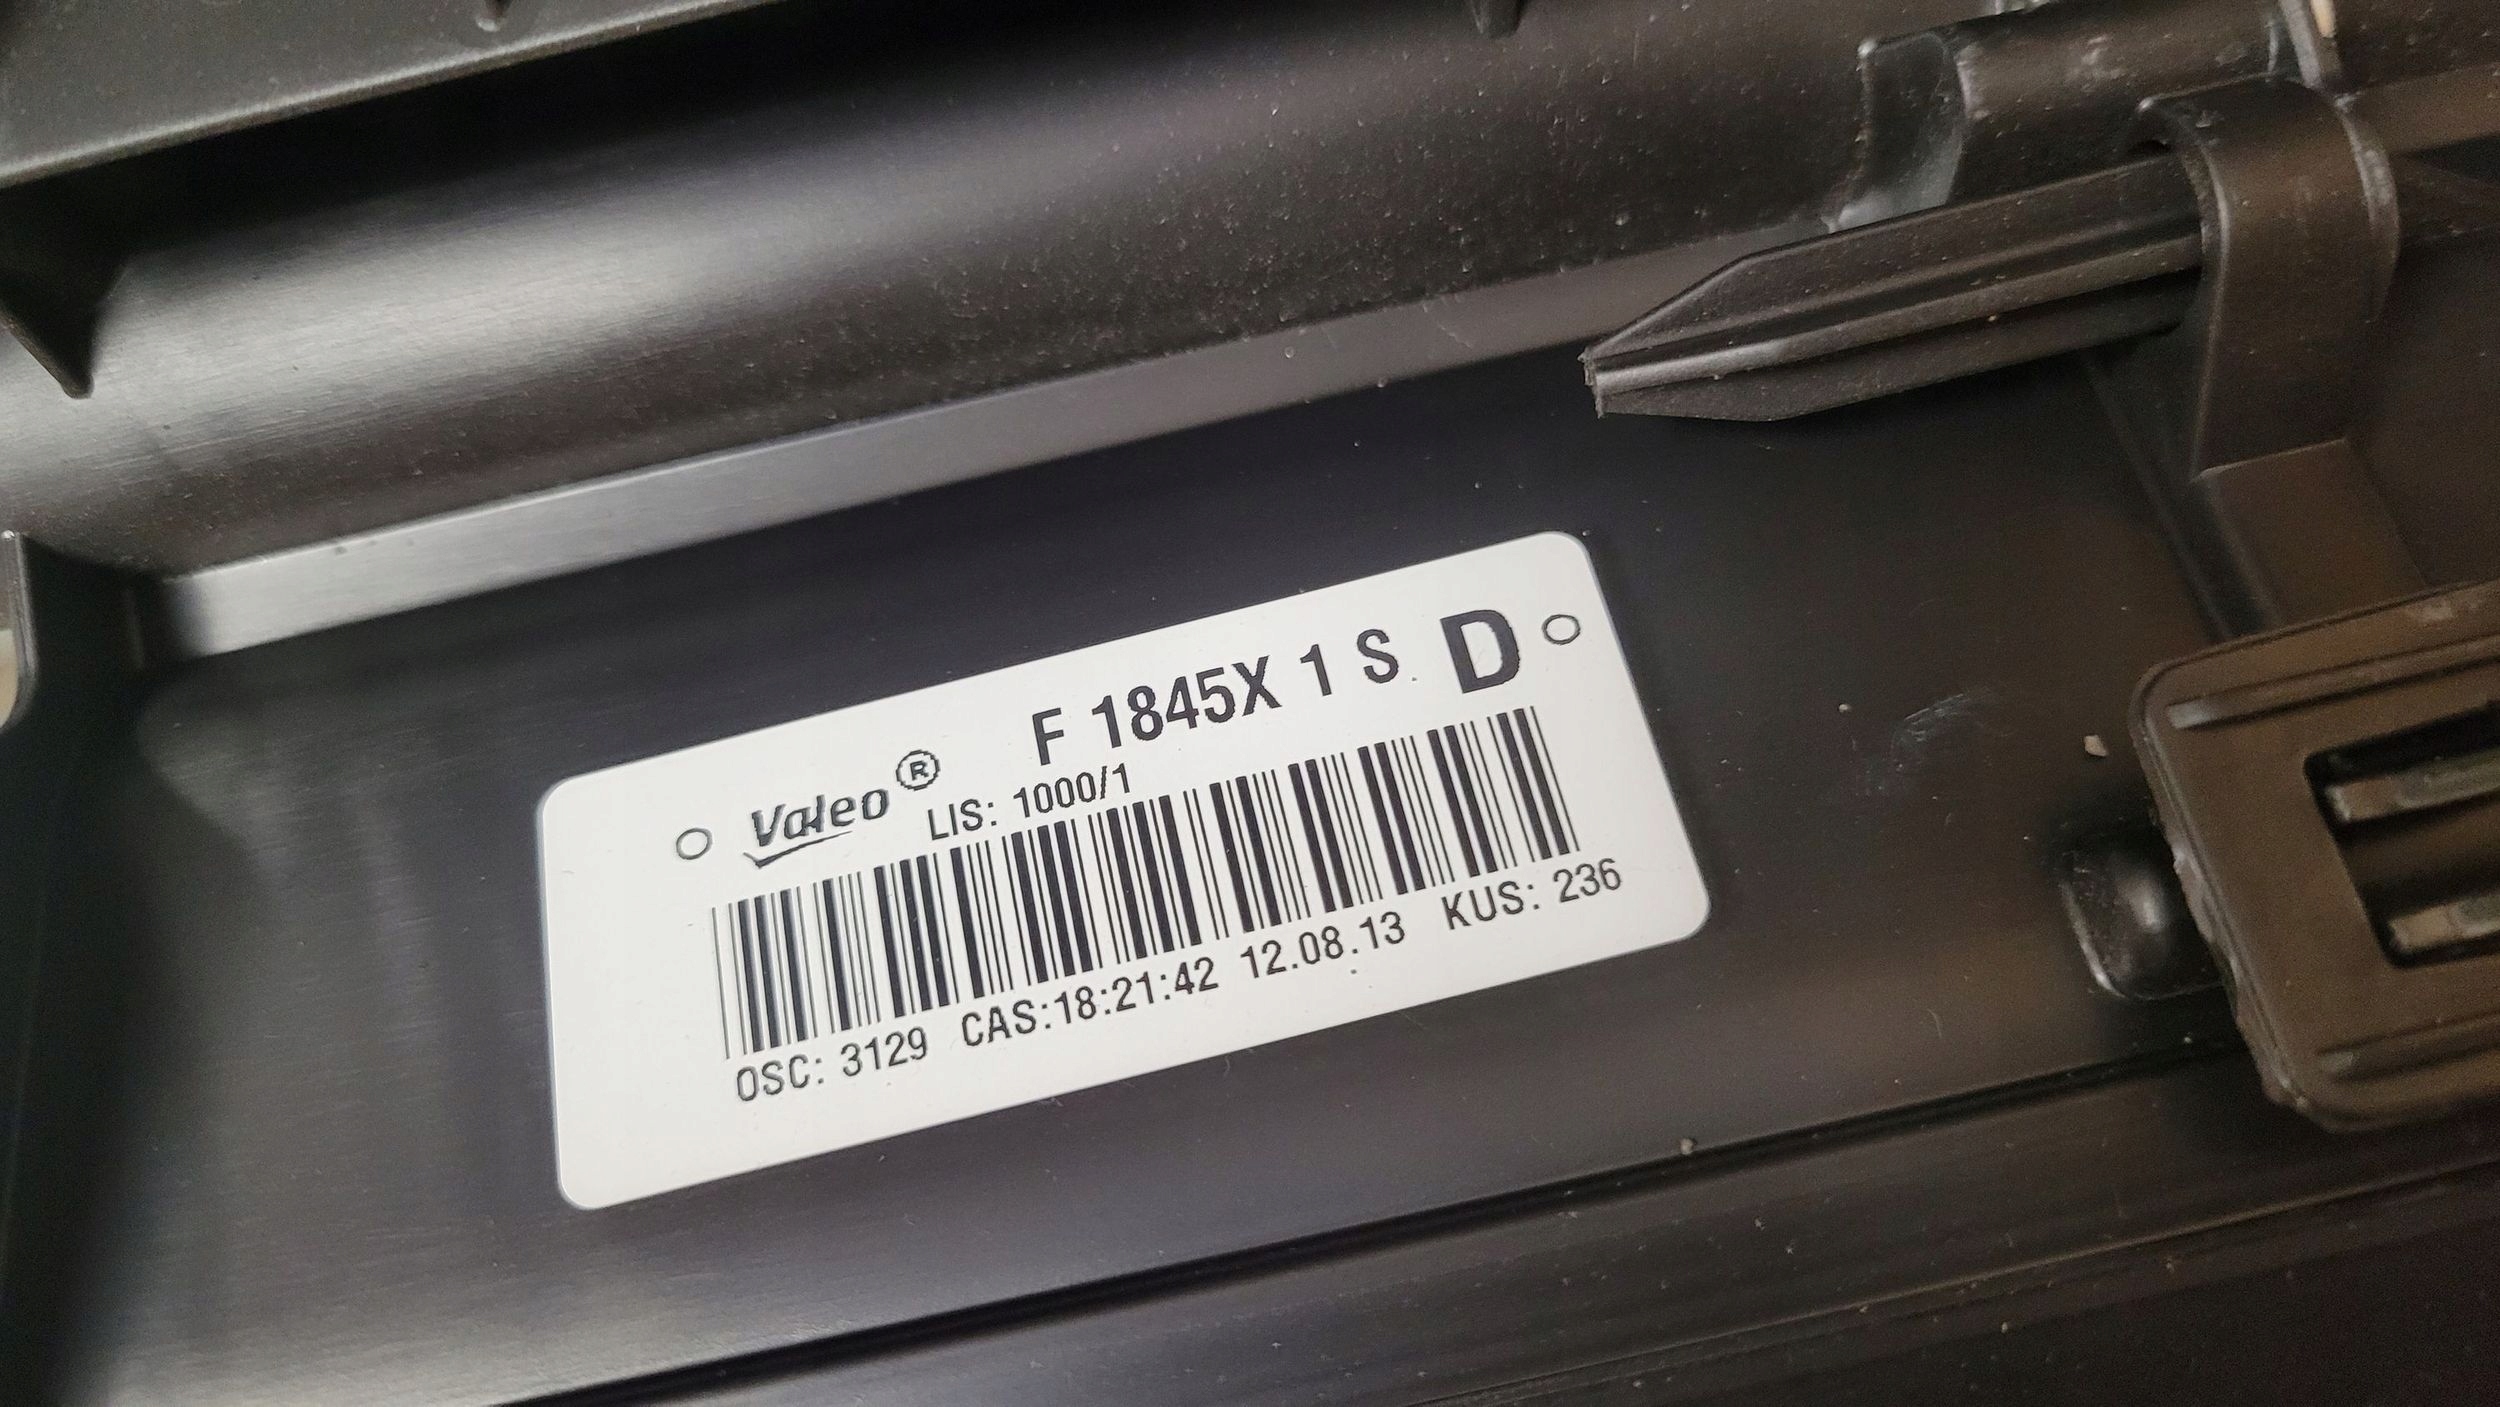 Valeo® F 1845X 1 S D
LIS: 1000/1
OSC: 3129 CAS:18:21:42 12.08.13 KUS: 236